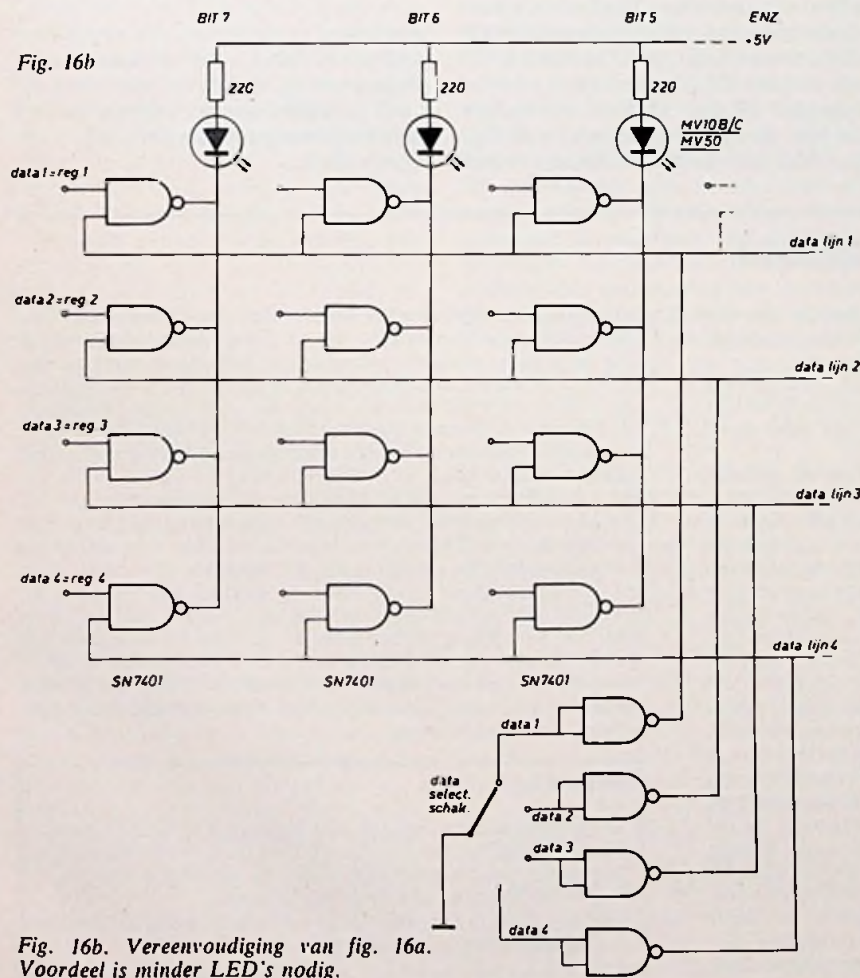 BIT 7 BIT 6 BIT 5 ENZ
+5V
Fig. 16b
220 220 220
MV10B/C
MV50
data 1 = reg 1
data lijn 1
data 2 = reg 2
data lijn 2
data 3 = reg 3
data lijn 3
data 4 = reg 4
data lijn 4
SN7401 SN7401 SN7401
data 1
data
select.
schak.
data 2
data 3
data 4
Fig. 16b. Vereenvoudiging van fig. 16a.
Voordeel is minder LED's nodig.